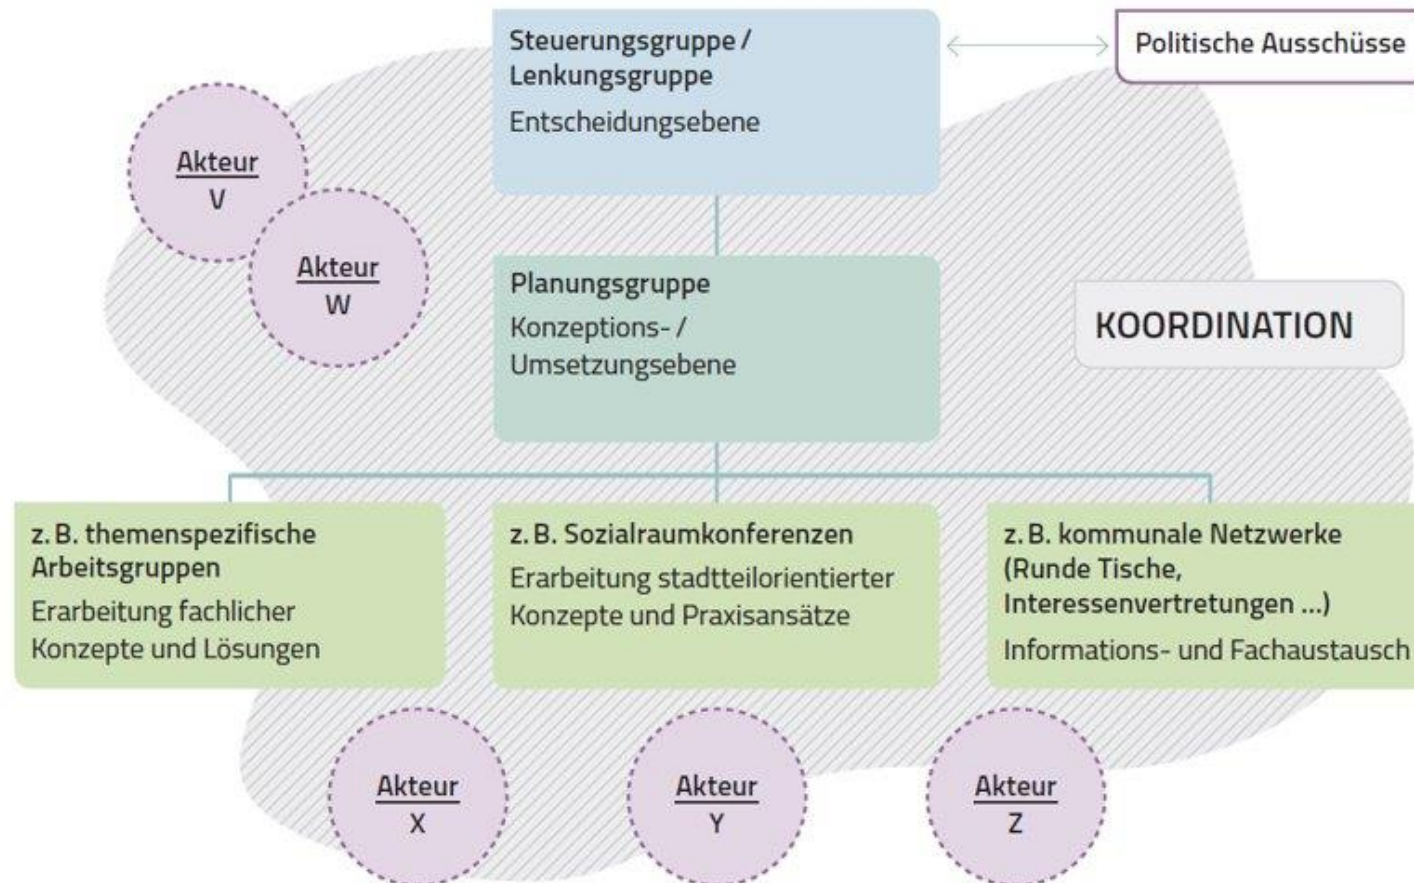 Steuerungsgruppe /
Lenkungsgruppe
Entscheidungsebene
Politische Ausschüsse
Akteur
V
Akteur
W
Planungsgruppe
Konzeptions- /
Umsetzungsebene
KOORDINATION
z. B. themenspezifische
Arbeitsgruppen
Erarbeitung fachlicher
Konzepte und Lösungen
z. B. Sozialraumkonferenzen
Erarbeitung stadtteilorientierter
Konzepte und Praxisansätze
z. B. kommunale Netzwerke
(Runde Tische,
Interessenvertretungen ...)
Informations- und Fachaustausch
Akteur
X
Akteur
Y
Akteur
Z